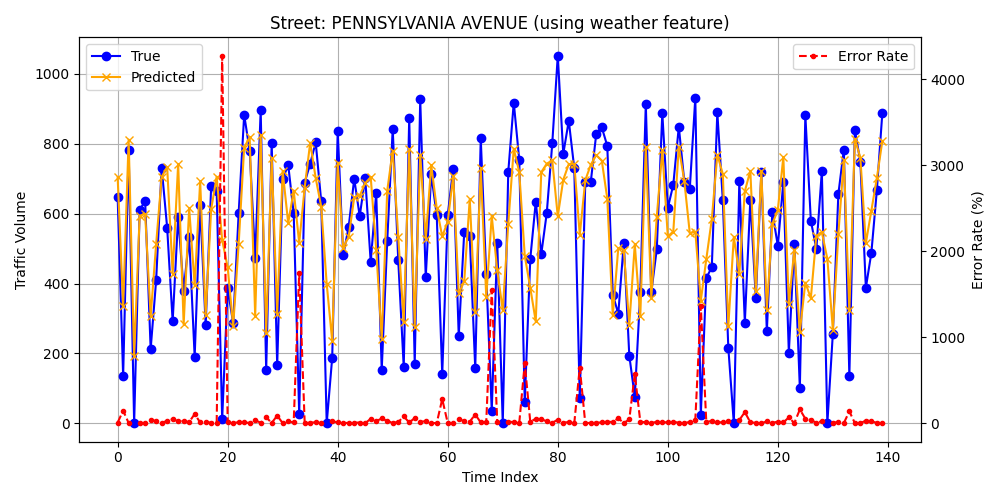 Street: PENNSYLVANIA AVENUE (using weather feature)
True
Predicted
Error Rate
Traffic Volume
1000
800
600
400
200
0
4000
3000
2000
1000
0
Error Rate (%)
0 20 40 60 80 100 120 140
Time Index